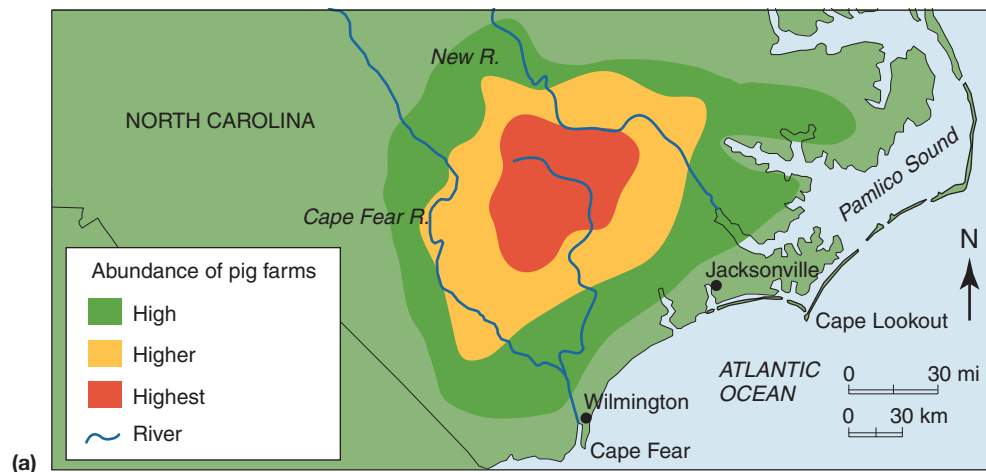 New R.
NORTH CAROLINA
Pamlico Sound
Cape Fear R.
N
Abundance of pig farms
High
Higher
Highest
River
Jacksonville
Cape Lookout
ATLANTIC
OCEAN
0 30 mi
0 30 km
Wilmington
Cape Fear
(a)